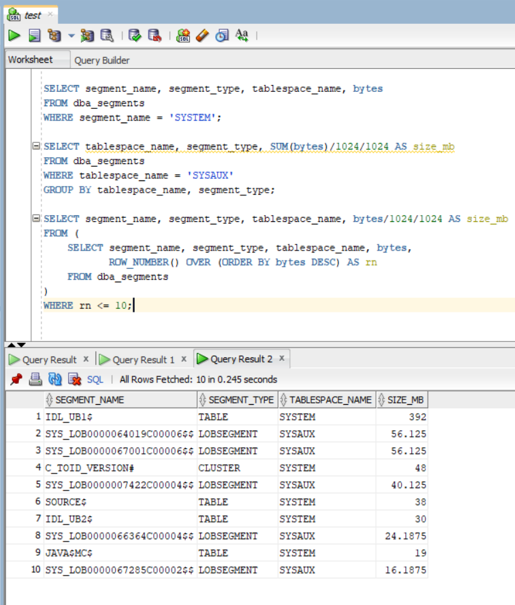 test
Worksheet Query Builder
SELECT segment_name, segment_type, tablespace_name, bytes
FROM dba_segments
WHERE segment_name = 'SYSTEM';
SELECT tablespace_name, segment_type, SUM(bytes)/1024/1024 AS size_mb
FROM dba_segments
WHERE tablespace_name = 'SYSAUX'
GROUP BY tablespace_name, segment_type;
SELECT segment_name, segment_type, tablespace_name, bytes/1024/1024 AS size_mb
FROM (
SELECT segment_name, segment_type, tablespace_name, bytes,
ROW_NUMBER() OVER (ORDER BY bytes DESC) AS rn
FROM dba_segments
)
WHERE rn <= 10;
Query Result x Query Result 1 x Query Result 2 x
SQL | All Rows Fetched: 10 in 0.245 seconds
SEGMENT_NAME SEGMENT_TYPE TABLESPACE_NAME SIZE_MB
1 IDL_UB1$ TABLE SYSTEM 392
2 SYS_LOB0000064019C00006$$ LOBSEGMENT SYSAUX 56.125
3 SYS_LOB0000067001C00006$$ LOBSEGMENT SYSAUX 56.125
4 C_TOID_VERSION# CLUSTER SYSTEM 48
5 SYS_LOB0000007422C00004$$ LOBSEGMENT SYSAUX 40.125
6 SOURCE$ TABLE SYSTEM 38
7 IDL_UB2$ TABLE SYSTEM 30
8 SYS_LOB0000066364C00004$$ LOBSEGMENT SYSAUX 24.1875
9 JAVA$MC$ TABLE SYSTEM 19
10 SYS_LOB0000067285C00002$$ LOBSEGMENT SYSAUX 16.1875